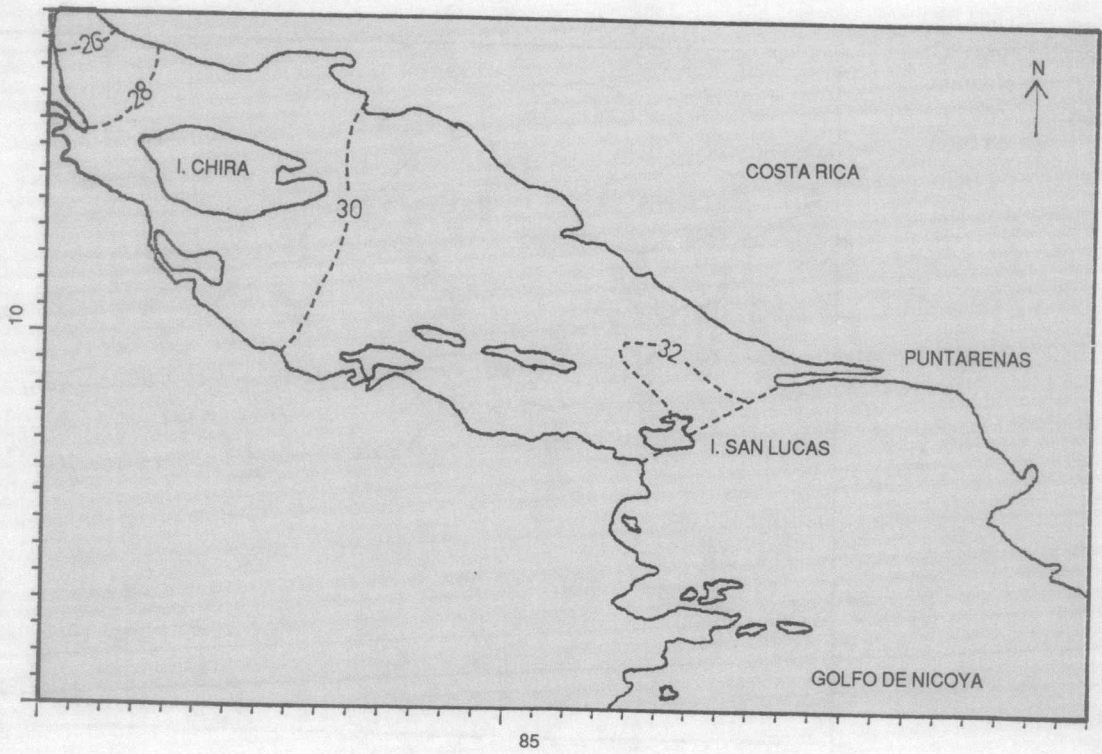 26
N
28
I. CHIRA
COSTA RICA
30
10
32
PUNTARENAS
I. SAN LUCAS
GOLFO DE NICOYA
85